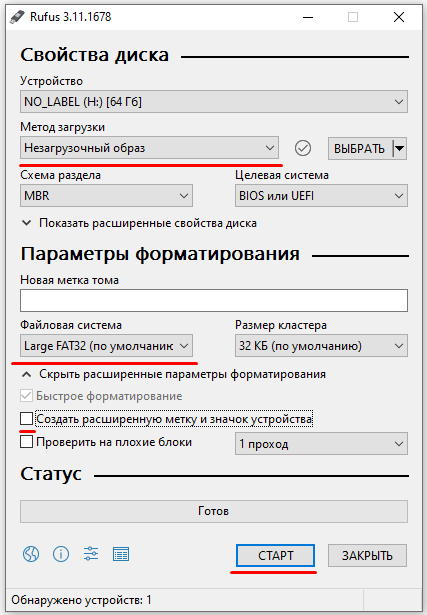 Rufus 3.11.1678
Свойства диска
Устройство
NO_LABEL (H:) [64 Гб]
Метод загрузки
Незагрузочный образ
ВЫБРАТЬ
Схема раздела
Целевая система
MBR
BIOS или UEFI
Показать расширенные свойства диска
Параметры форматирования
Новая метка тома
Файловая система
Размер кластера
Large FAT32 (по умолчанию
32 КБ (по умолчанию)
Скрыть расширенные параметры форматирования
Быстрое форматирование
Создать расширенную метку и значок устройства
Проверить на плохие блоки
1 проход
Статус
Готов
СТАРТ
ЗАКРЫТЬ
Обнаружено устройств: 1